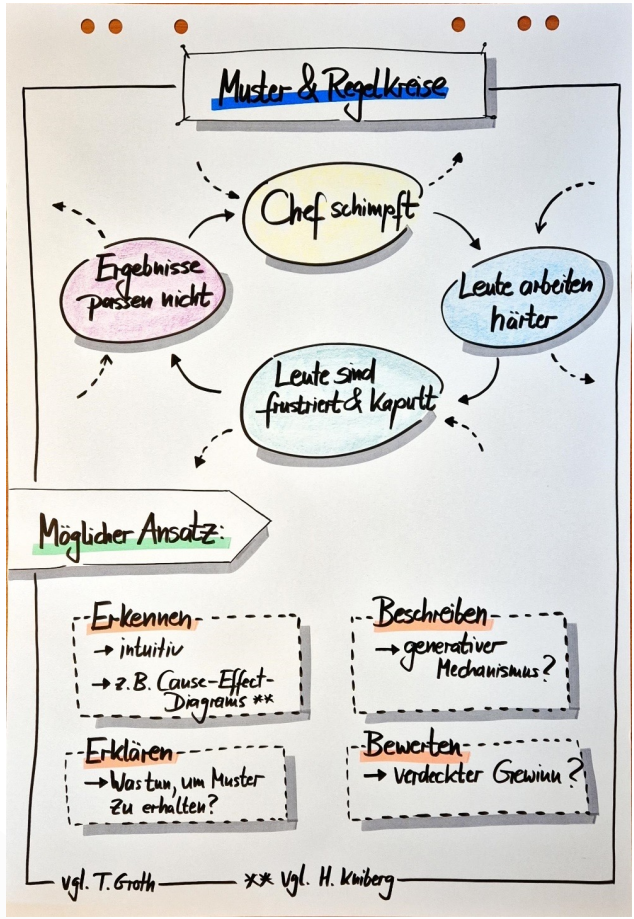 Muster & Regelkreise
Chef schimpft
Ergebnisse
passen nicht
Leute arbeiten
härter
Leute sind
frustriert & kaputt
Möglicher Ansatz:
Erkennen
→ intuitiv
→ z.B. Cause-Effect-
Diagrams **
Beschreiben
→ generativer
Mechanismus?
Erklären
→ Was tun, um Muster
zu erhalten?
Bewerten
→ verdeckter Gewinn?
vgl. T. Groth
** vgl. H. Kniberg